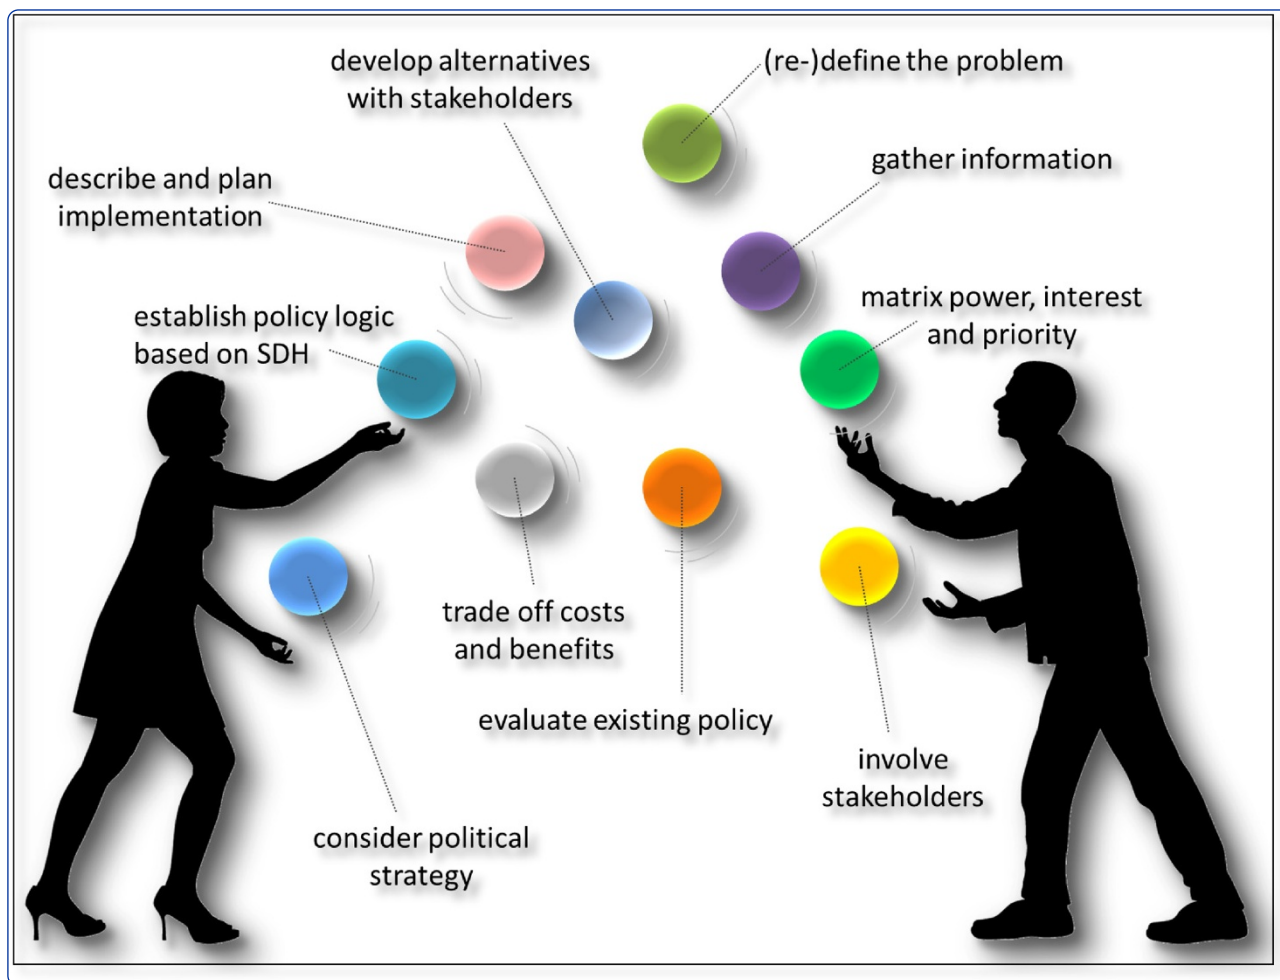 develop alternatives
with stakeholders
(re-)define the problem
gather information
describe and plan
implementation
matrix power, interest
and priority
establish policy logic
based on SDH
trade off costs
and benefits
evaluate existing policy
involve
stakeholders
consider political
strategy